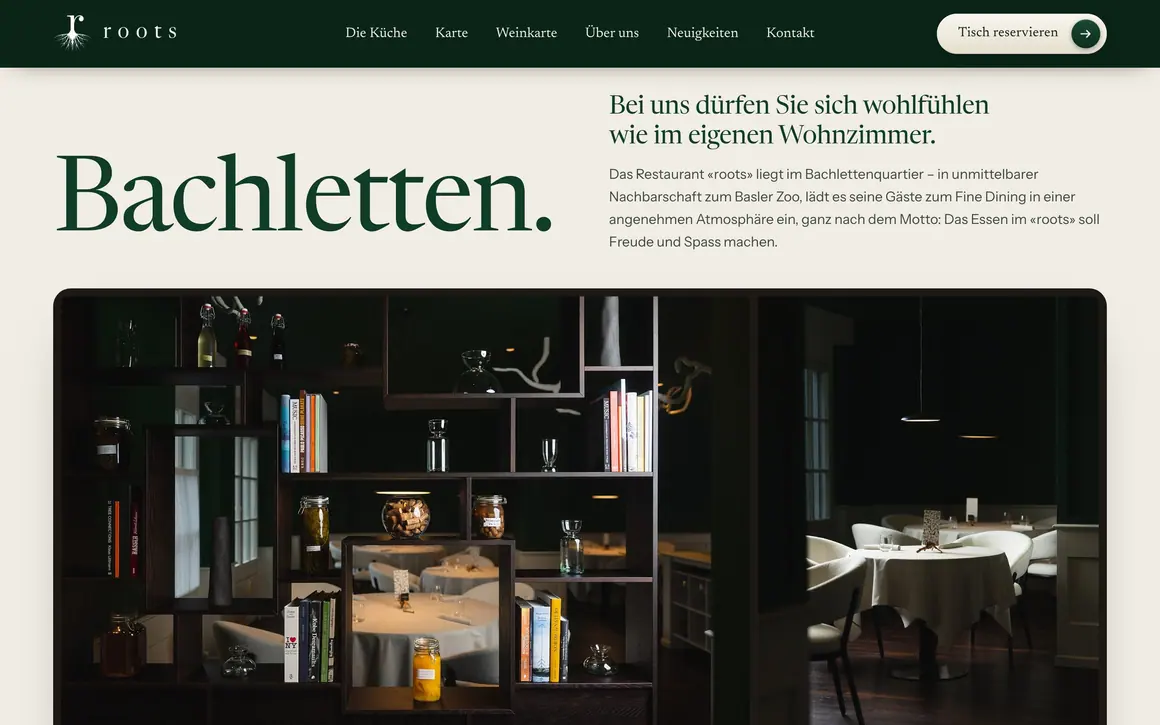 r
roots
Die Küche
Karte
Weinkarte
Über uns
Neuigkeiten
Kontakt
Tisch reservieren
Bachletten.
Bei uns dürfen Sie sich wohlfühlen
wie im eigenen Wohnzimmer.
Das Restaurant «roots» liegt im Bachlettenquartier – in unmittelbarer
Nachbarschaft zum Basler Zoo, lädt es seine Gäste zum Fine Dining in einer
angenehmen Atmosphäre ein, ganz nach dem Motto: Das Essen im «roots» soll
Freude und Spass machen.
I ♥
NY